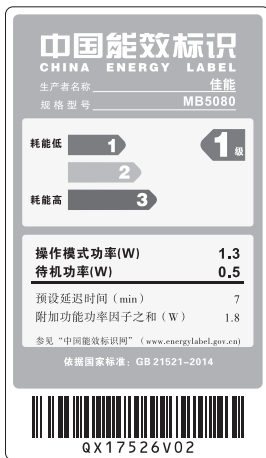 中国能效标识
CHINA ENERGY LABEL
生产者名称 佳能
规格型号 MB5080
耗能低 1 1级
2
耗能高 3
操作模式功率(W) 1.3
待机功率(W) 0.5
预设延迟时间（min） 7
附加功能功率因子之和（W） 1.8
参见“中国能效标识网”（www.energylabel.gov.cn)
依据国家标准：GB 21521-2014
QX17526V02